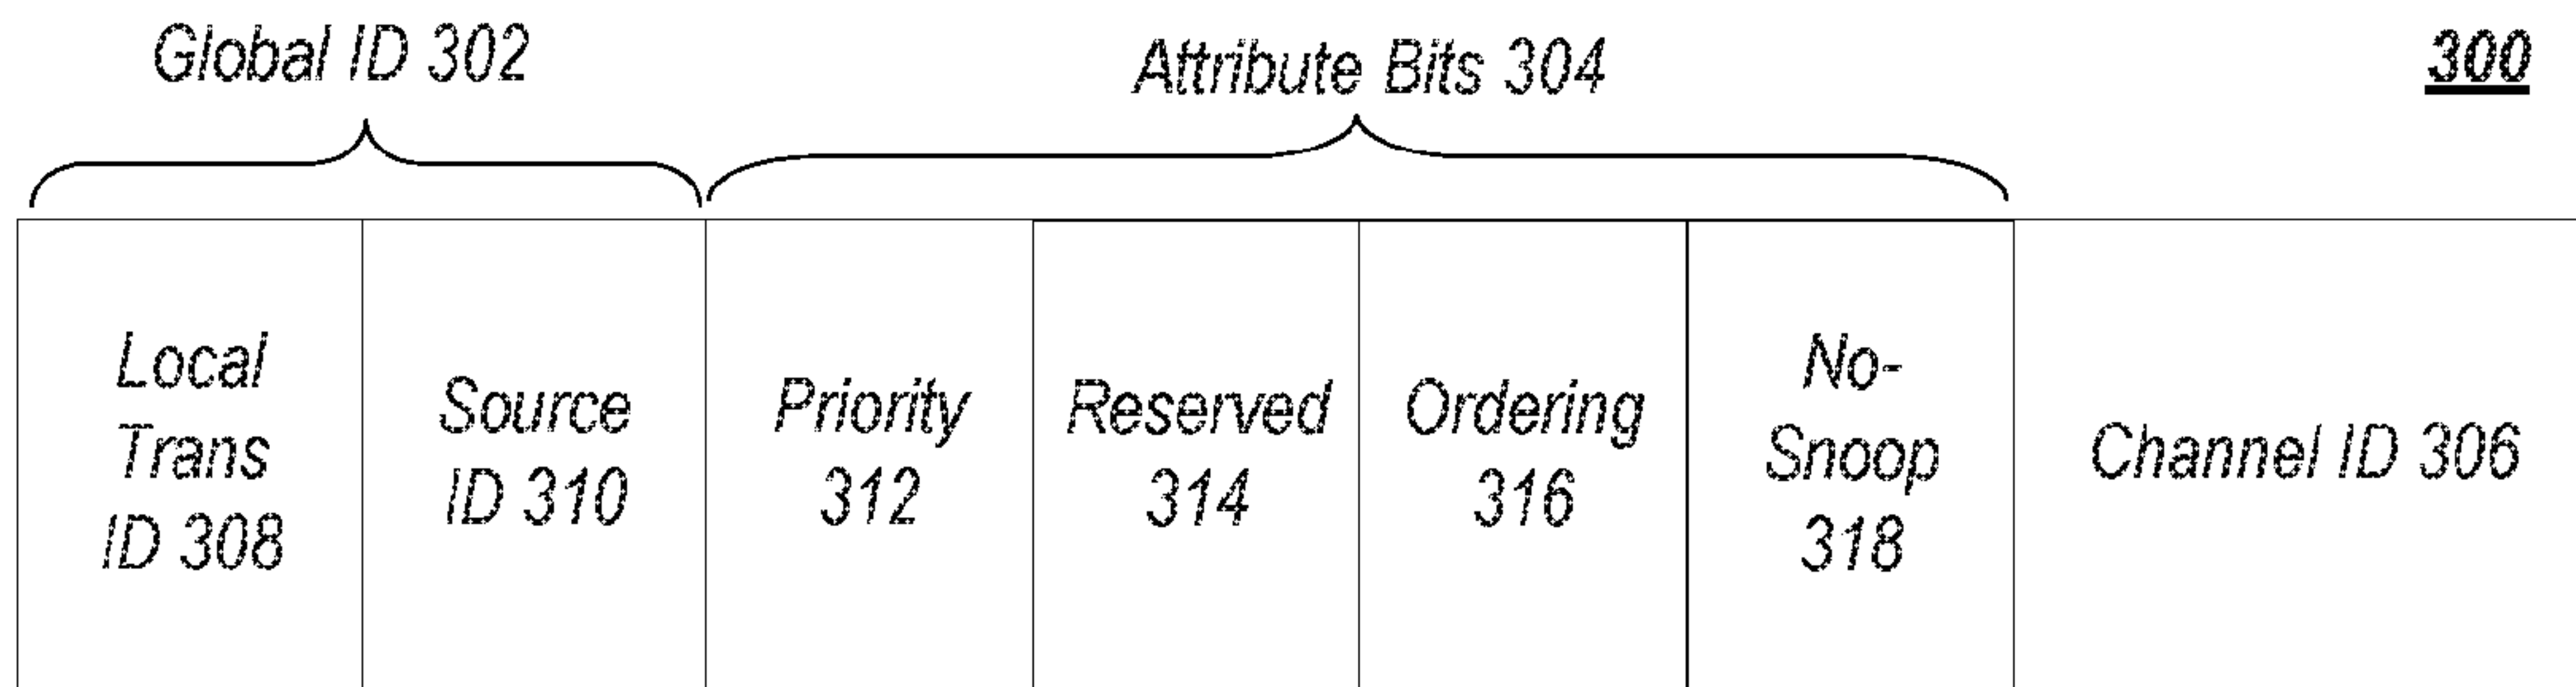 Global ID 302
Attribute Bits 304
300
Local
Trans
ID 308
Source
ID 310
Priority
312
Reserved
314
Ordering
316
No-
Snoop
318
Channel ID 306